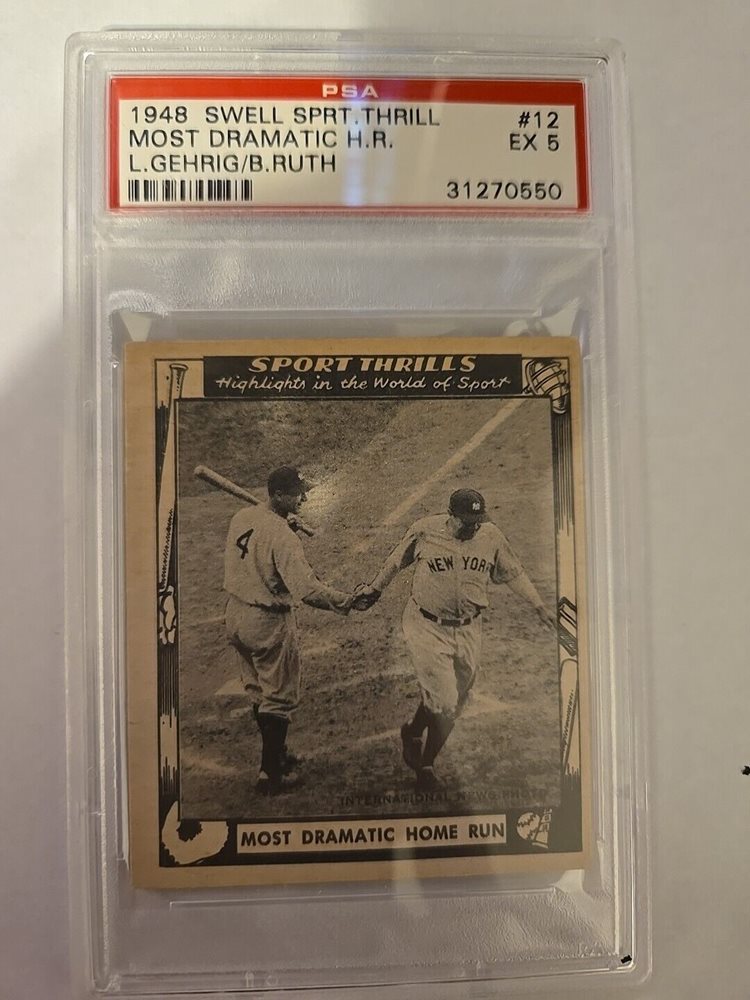 PSA
1948 SWELL SPRT.THRILL #12
MOST DRAMATIC H.R. EX 5
L.GEHRIG/B.RUTH
31270550
SPORT THRILLS
Highlights in the World of Sport
4
NEW YORK
INTERNATIONAL NEWS PHOTO
MOST DRAMATIC HOME RUN